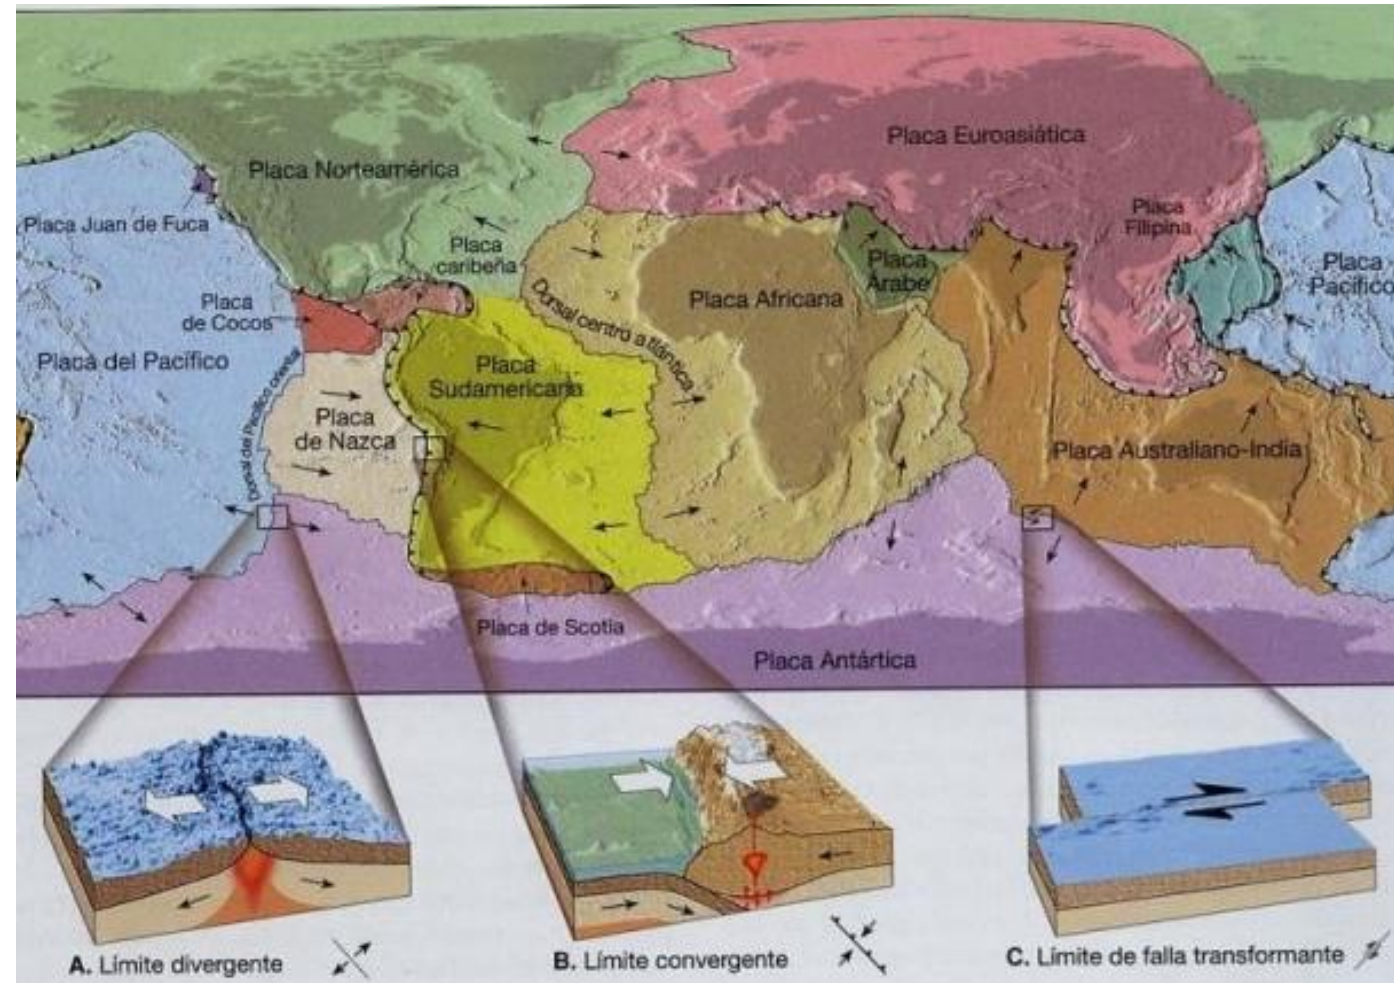 Placa Euroasiática
Placa Norteamérica
Placa Juan de Fuca
Placa
Filipina
Placa
caribeña
Placa
Árabe
Placa
Pacífico
Placa
de Cocos
Dorsal centro atlántica
Placa Africana
Placa del Pacífico
Dorsal del Pacífico oriental
Placa
Sudamericana
Placa
de Nazca
Placa Australiano-India
Placa de Scotia
Placa Antártica
A. Límite divergente
B. Límite convergente
C. Límite de falla transformante